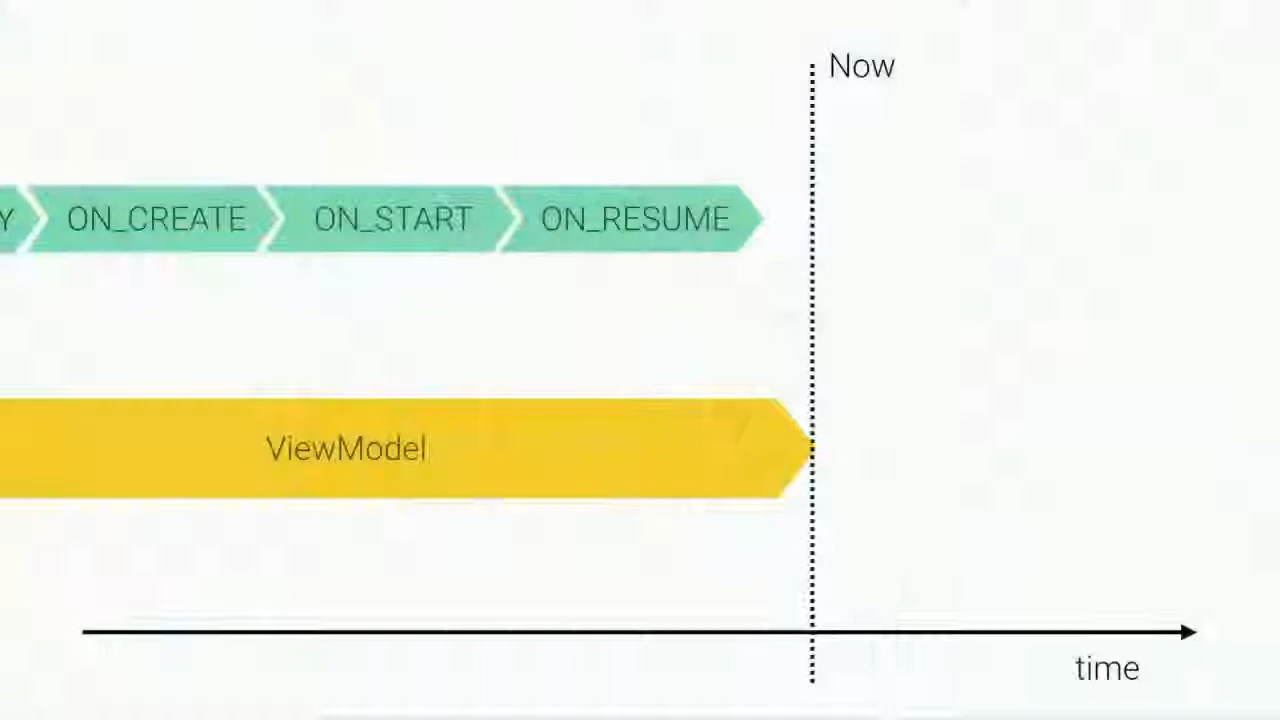 Now
Y
ON_CREATE
ON_START
ON_RESUME
ViewModel
time